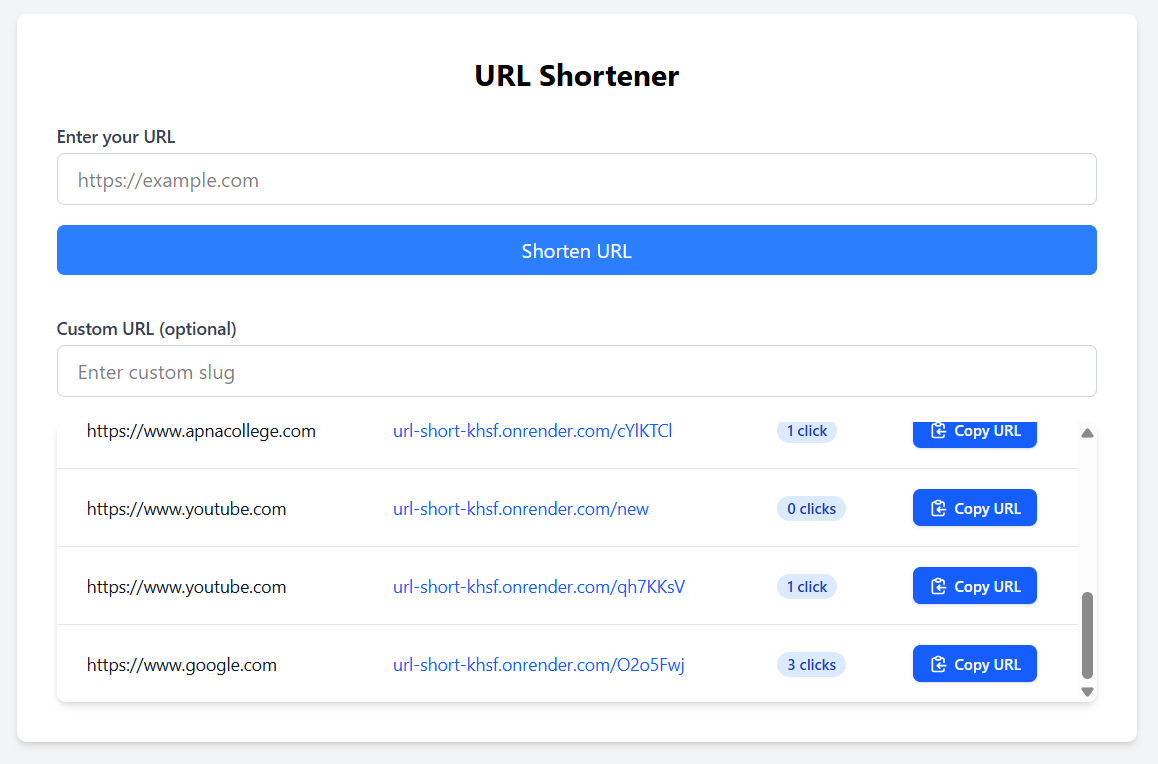 URL Shortener
Enter your URL
https://example.com
Shorten URL
Custom URL (optional)
Enter custom slug
https://www.apnacollege.com url-short-khsf.onrender.com/cYlKTCl 1 click Copy URL
https://www.youtube.com url-short-khsf.onrender.com/new 0 clicks Copy URL
https://www.youtube.com url-short-khsf.onrender.com/qh7KKsV 1 click Copy URL
https://www.google.com url-short-khsf.onrender.com/O2o5Fwj 3 clicks Copy URL